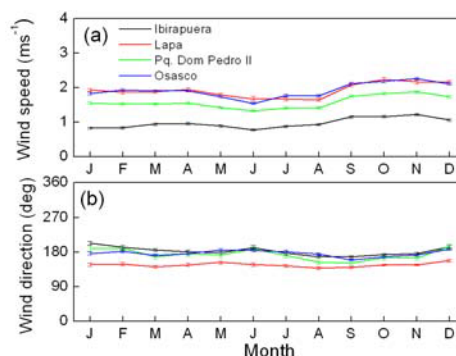 (a)
Ibirapuera
Lapa
Pq. Dom Pedro II
Osasco
Wind speed (ms⁻¹)
4
3
2
1
0
J F M A M J J A S O N D
(b)
Wind direction (deg)
360
270
180
90
0
J F M A M J J A S O N D
Month